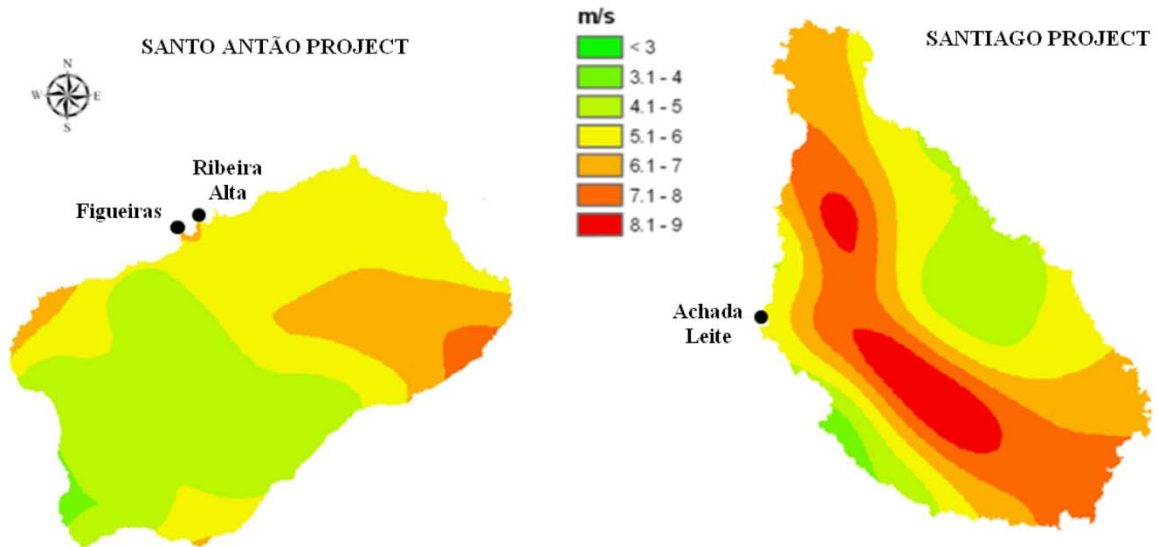 SANTO ANTÃO PROJECT
N
W E
S
Ribeira
Alta
Figueiras
m/s
< 3
3.1 - 4
4.1 - 5
5.1 - 6
6.1 - 7
7.1 - 8
8.1 - 9
SANTIAGO PROJECT
Achada
Leite